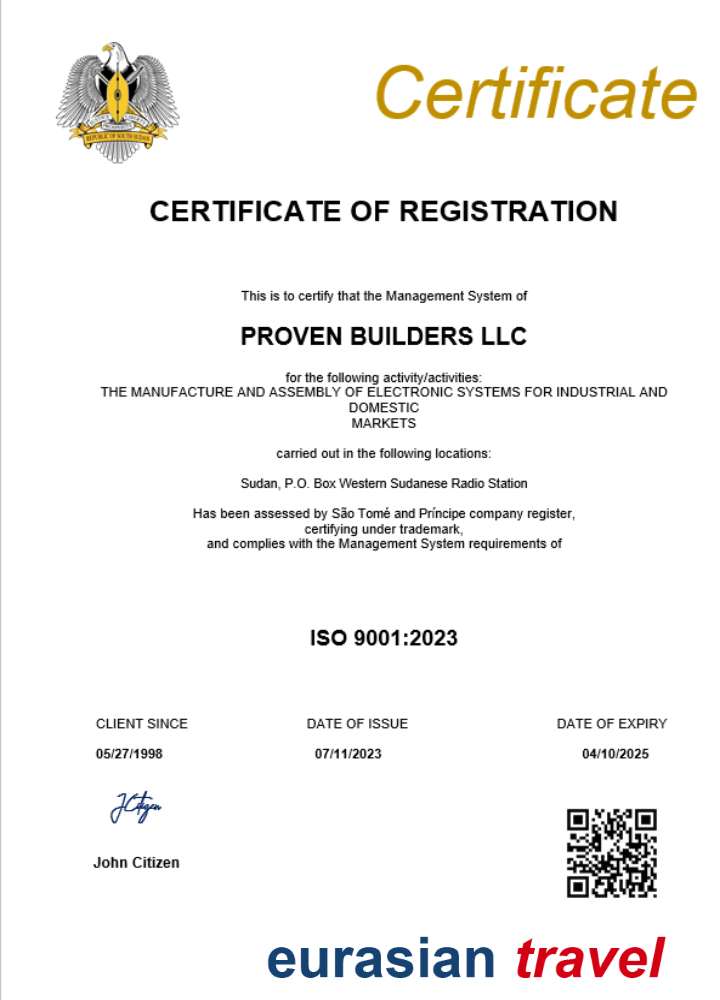 Certificate
REPUBLIC OF SOUTH SUDAN
CERTIFICATE OF REGISTRATION
This is to certify that the Management System of
PROVEN BUILDERS LLC
for the following activity/activities:
THE MANUFACTURE AND ASSEMBLY OF ELECTRONIC SYSTEMS FOR INDUSTRIAL AND
DOMESTIC
MARKETS
carried out in the following locations:
Sudan, P.O. Box Western Sudanese Radio Station
Has been assessed by São Tomé and Príncipe company register,
certifying under trademark,
and complies with the Management System requirements of
ISO 9001:2023
CLIENT SINCE DATE OF ISSUE DATE OF EXPIRY
05/27/1998 07/11/2023 04/10/2025
JCitizen
John Citizen
eurasian travel